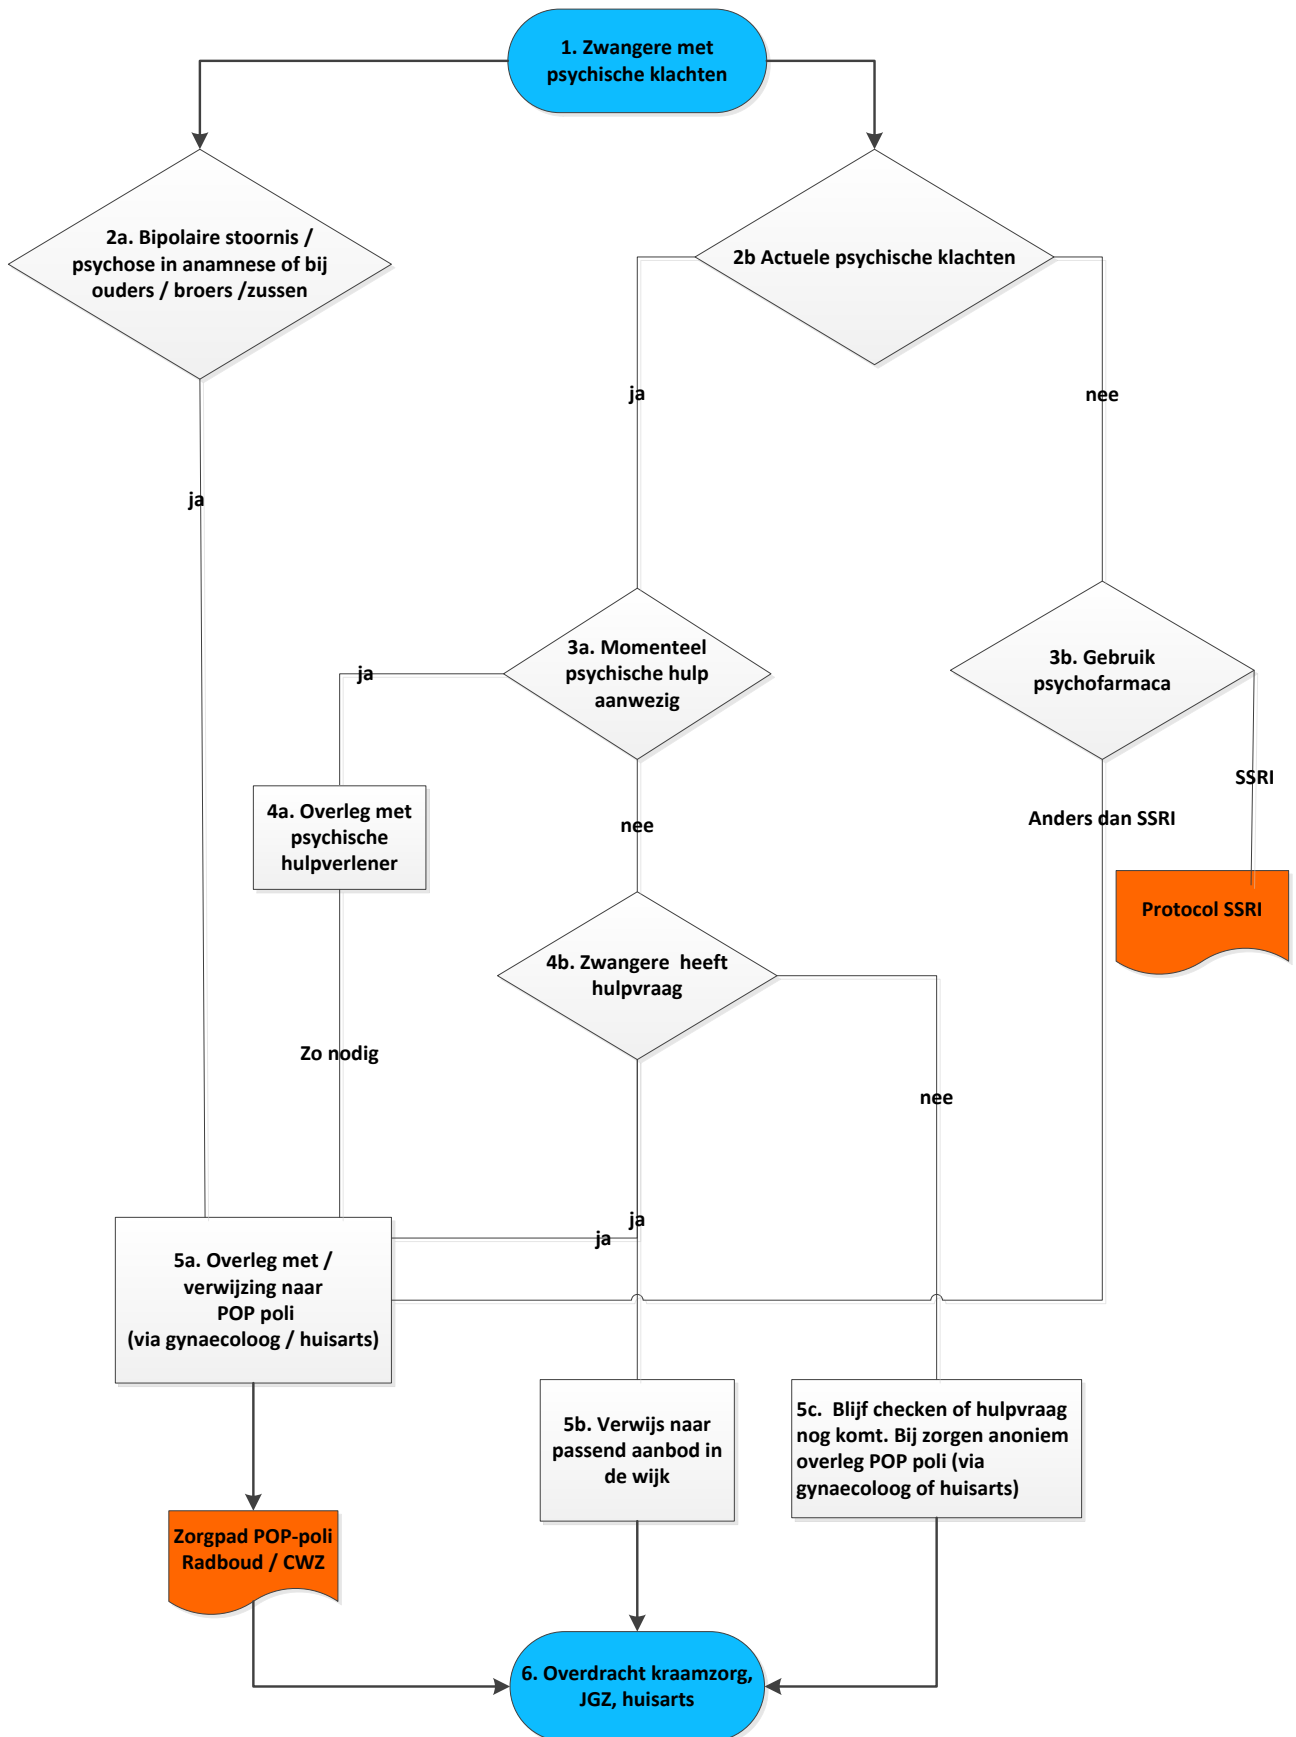 1. Zwangere met
psychische klachten
2a. Bipolaire stoornis /
psychose in anamnese of bij
ouders / broers /zussen
2b Actuele psychische klachten
ja
nee
ja
3a. Momenteel
psychische hulp
aanwezig
3b. Gebruik
psychofarmaca
ja
SSRI
4a. Overleg met
psychische
hulpverlener
nee
Anders dan SSRI
Protocol SSRI
4b. Zwangere  heeft
hulpvraag
Zo nodig
nee
ja
ja
5a. Overleg met /
verwijzing naar
POP poli
(via gynaecoloog / huisarts)
5b. Verwijs naar
passend aanbod in
de wijk
5c.  Blijf checken of hulpvraag
nog komt. Bij zorgen anoniem
overleg POP poli (via
gynaecoloog of huisarts)
Zorgpad POP-poli
Radboud / CWZ
6. Overdracht kraamzorg,
JGZ, huisarts